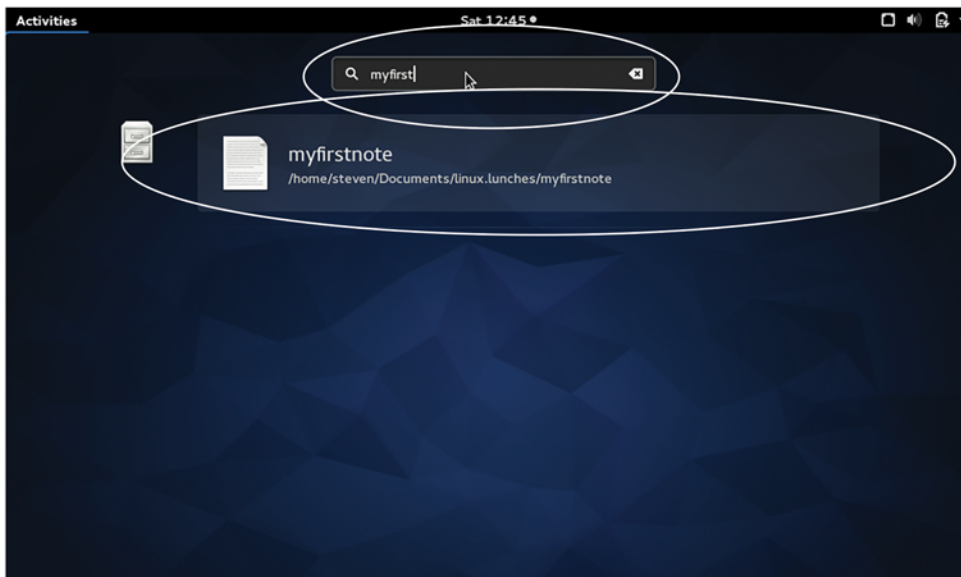 Activities
Sat 12:45
myfirst
myfirstnote
/home/steven/Documents/linux.lunches/myfirstnote